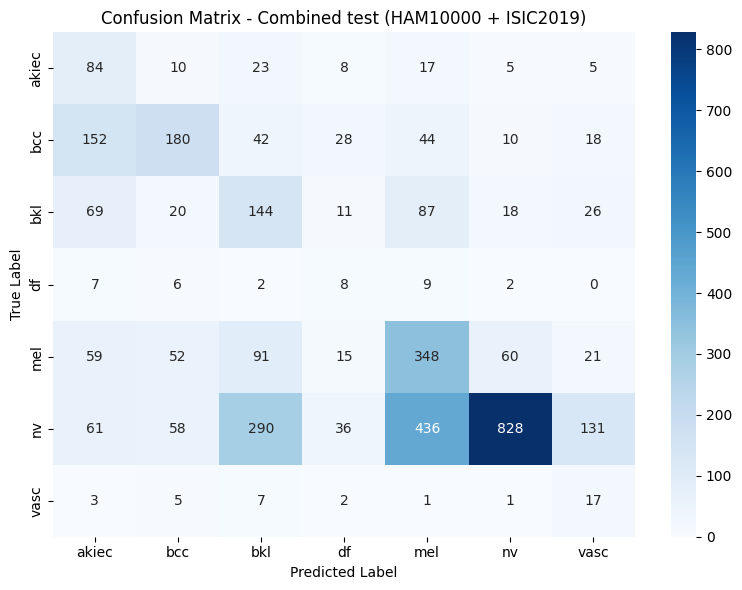 Confusion Matrix - Combined test (HAM10000 + ISIC2019)
True Label
akiec 84 10 23 8 17 5 5
bcc 152 180 42 28 44 10 18
bkl 69 20 144 11 87 18 26
df 7 6 2 8 9 2 0
mel 59 52 91 15 348 60 21
nv 61 58 290 36 436 828 131
vasc 3 5 7 2 1 1 17
akiec bcc bkl df mel nv vasc
Predicted Label
800
700
600
500
400
300
200
100
0